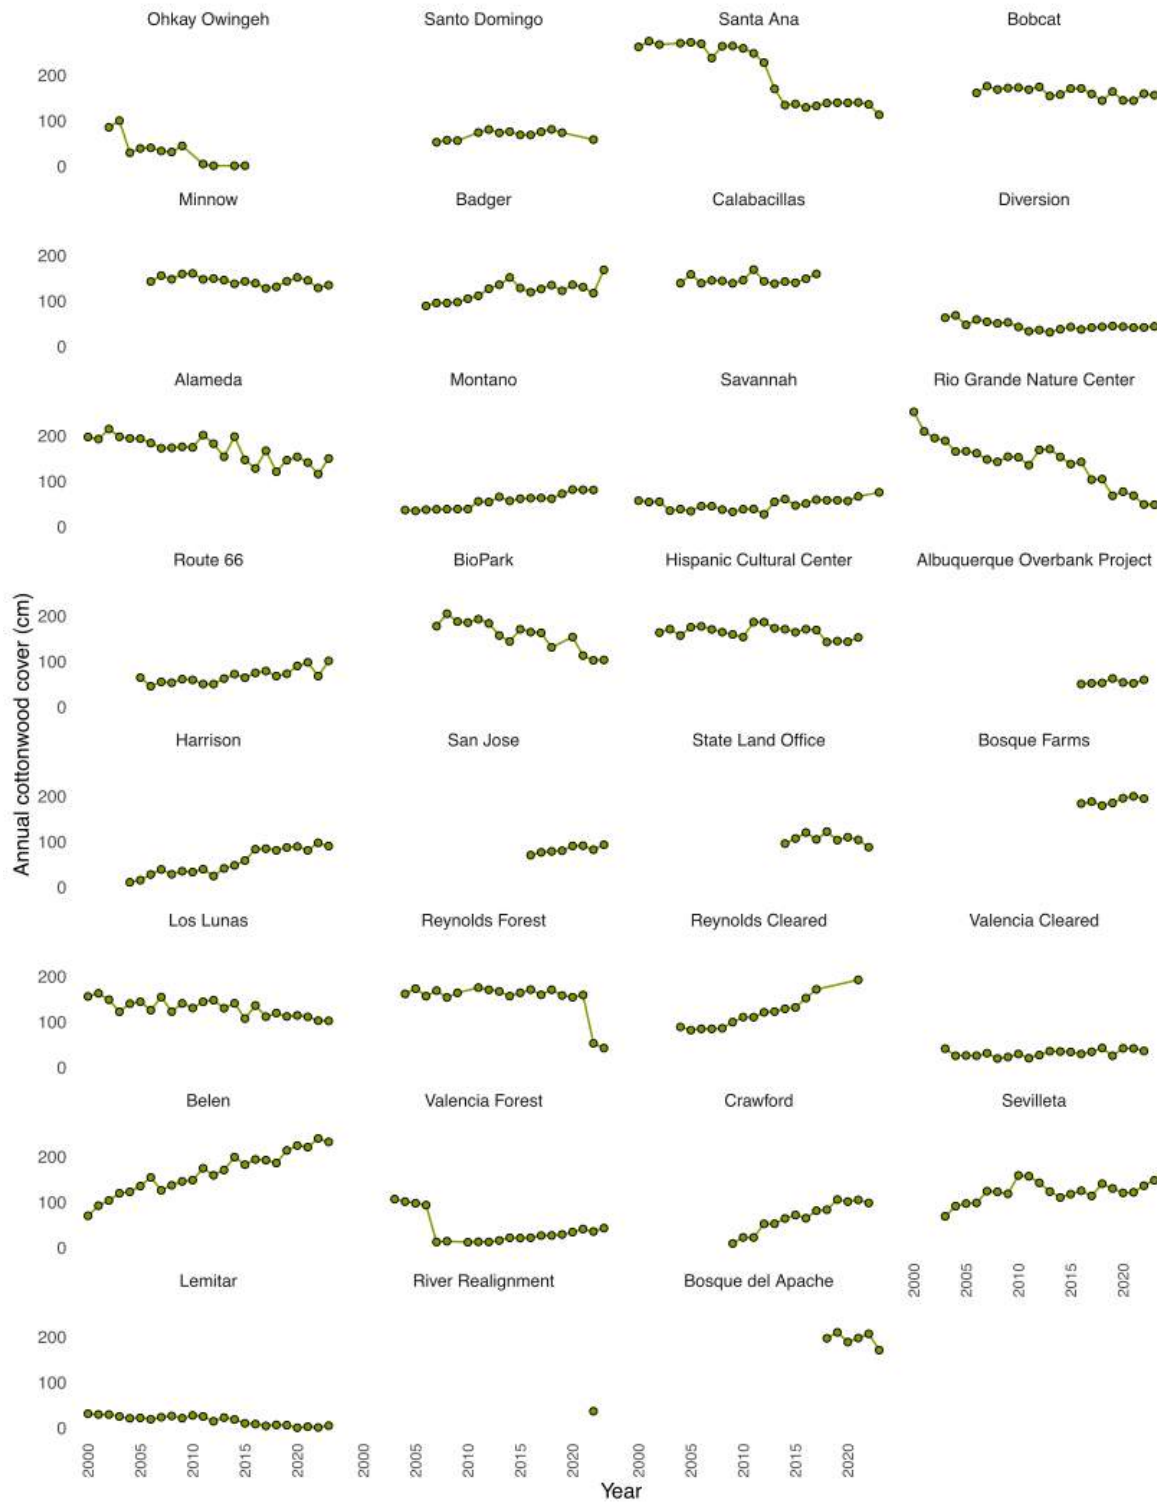 Ohkay Owingeh Santo Domingo Santa Ana Bobcat
200
100
0
Minnow Badger Calabacillas Diversion
200
100
0
Alameda Montano Savannah Rio Grande Nature Center
200
100
0
Route 66 BioPark Hispanic Cultural Center Albuquerque Overbank Project
200
100
0
Harrison San Jose State Land Office Bosque Farms
200
100
0
Los Lunas Reynolds Forest Reynolds Cleared Valencia Cleared
200
100
0
Belen Valencia Forest Crawford Sevilleta
200
100
0
2000 2005 2010 2015 2020
Lemitar River Realignment Bosque del Apache
200
100
0
2000 2005 2010 2015 2020 2000 2005 2010 2015 2020 2000 2005 2010 2015 2020
Year
Annual cottonwood cover (cm)